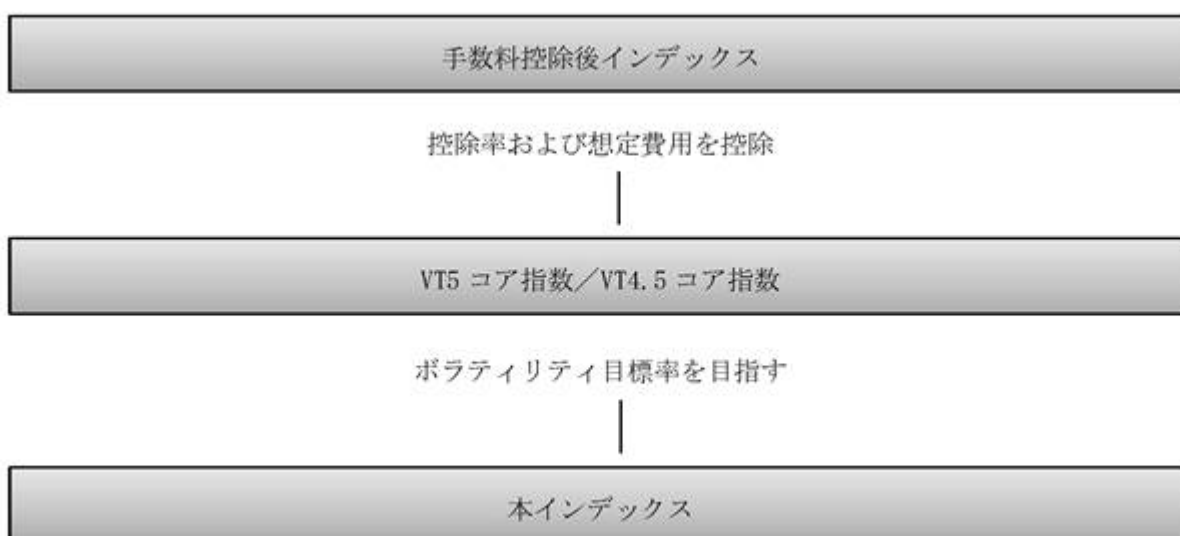 手数料控除後インデックス
控除率および想定費用を控除
VT5 コア指数／VT4.5 コア指数
ボラティリティ目標率を目指す
本インデックス